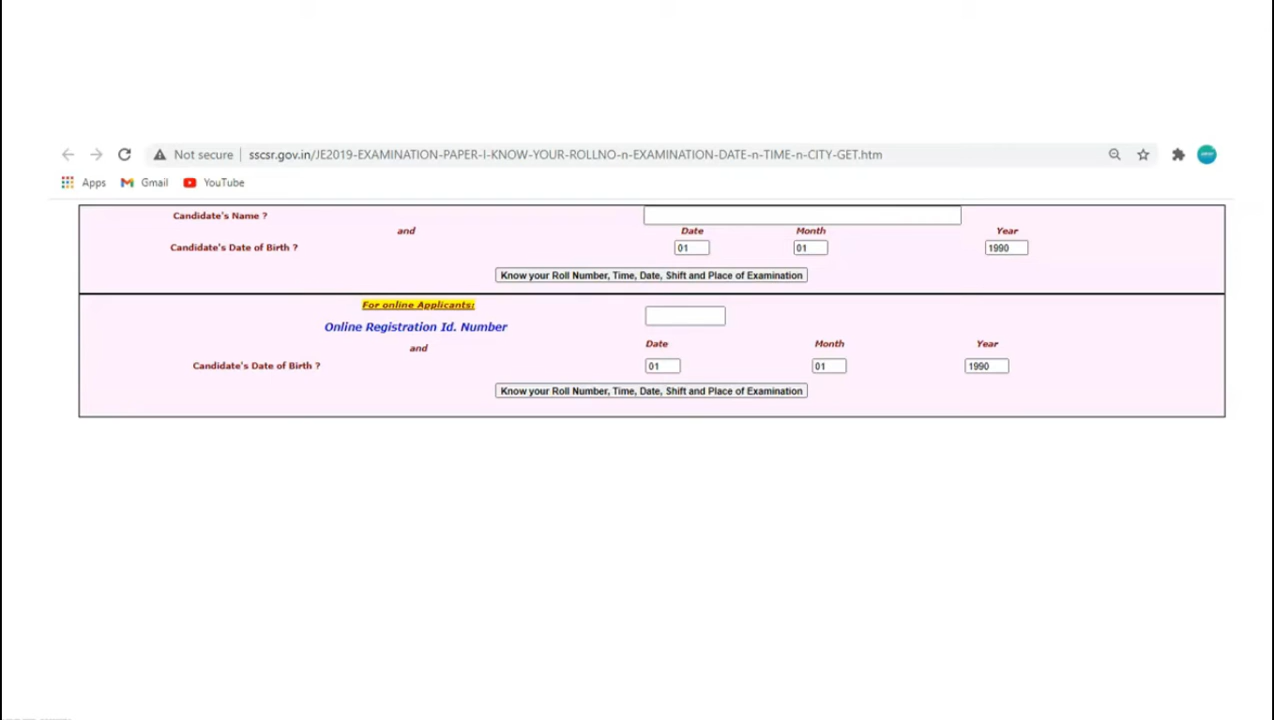 Not secure sscsr.gov.in/JE2019-EXAMINATION-PAPER-I-KNOW-YOUR-ROLLNO-n-EXAMINATION-DATE-n-TIME-n-CITY-GET.htm
Apps Gmail YouTube
Candidate's Name ?
and Date Month Year
Candidate's Date of Birth ? 01 01 1990
Know your Roll Number, Time, Date, Shift and Place of Examination
For online Applicants:
Online Registration Id. Number
and Date Month Year
Candidate's Date of Birth ? 01 01 1990
Know your Roll Number, Time, Date, Shift and Place of Examination